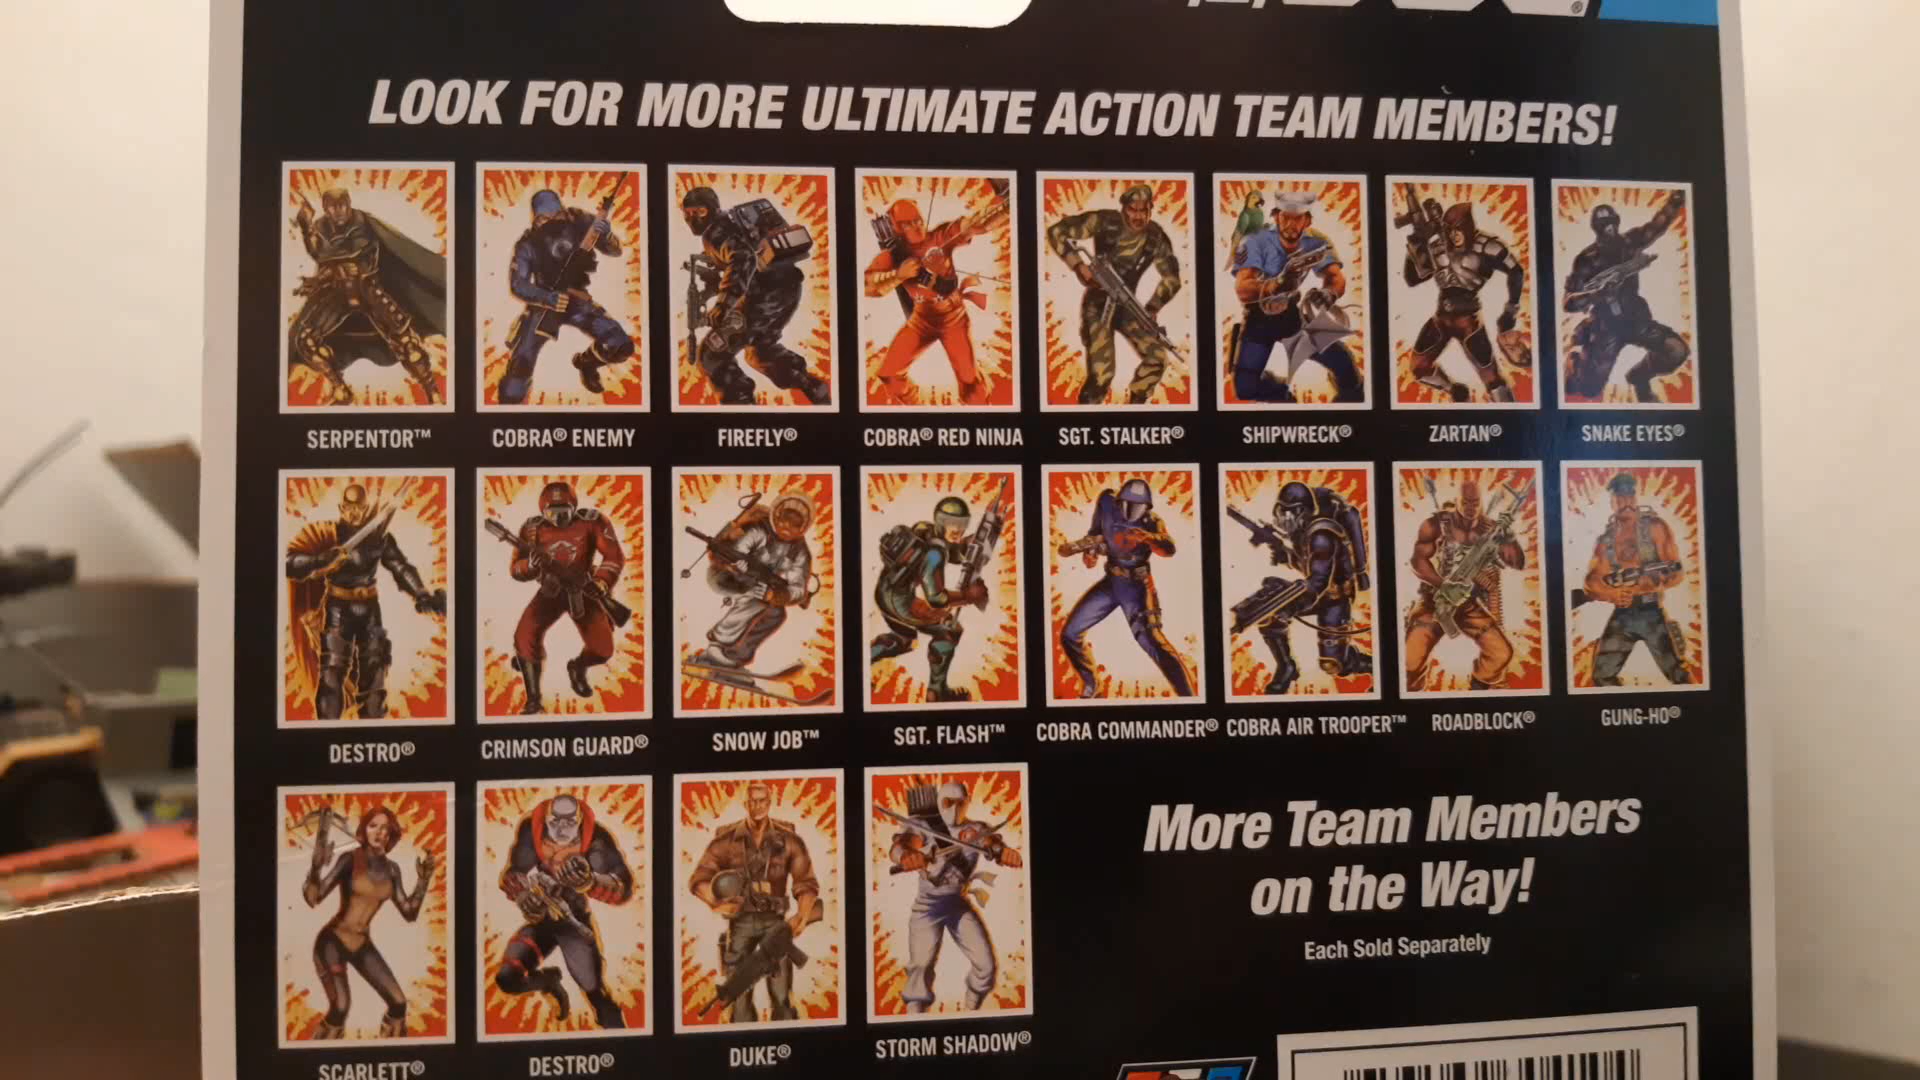 LOOK FOR MORE ULTIMATE ACTION TEAM MEMBERS!
SERPENTOR™ COBRA® ENEMY FIREFLY® COBRA® RED NINJA SGT. STALKER® SHIPWRECK® ZARTAN® SNAKE EYES®
DESTRO® CRIMSON GUARD® SNOW JOB™ SGT. FLASH™ COBRA COMMANDER® COBRA AIR TROOPER™ ROADBLOCK® GUNG-HO®
SCARLETT® DESTRO® DUKE® STORM SHADOW®
More Team Members
on the Way!
Each Sold Separately